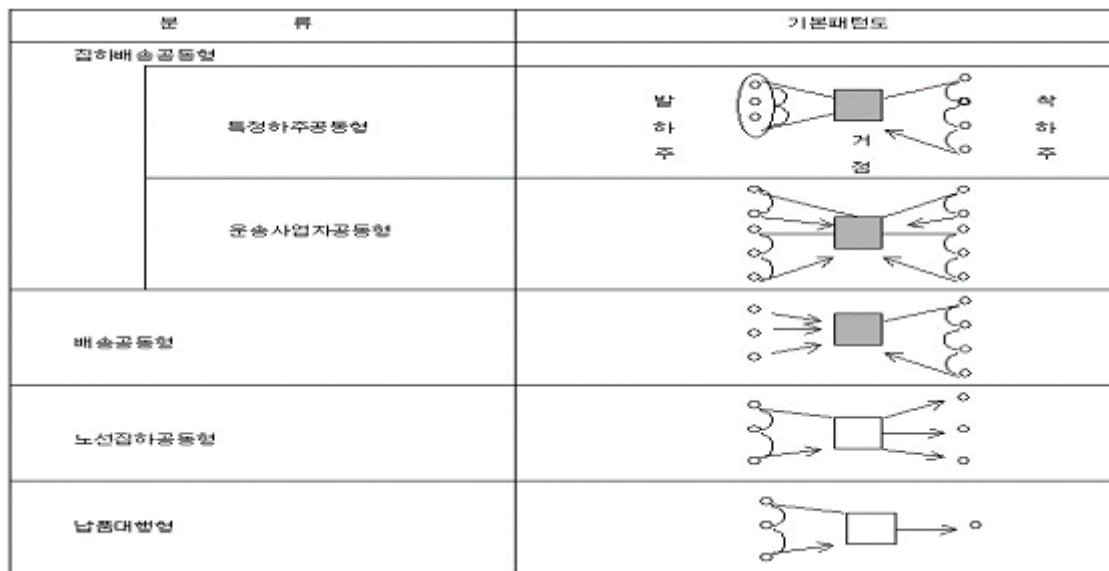 분 류 기본패턴도
집하배송공동형
특정하주공동형
발하주
거점
착하주
운송사업자공동형
배송공동형
노선집하공동형
납품대행형